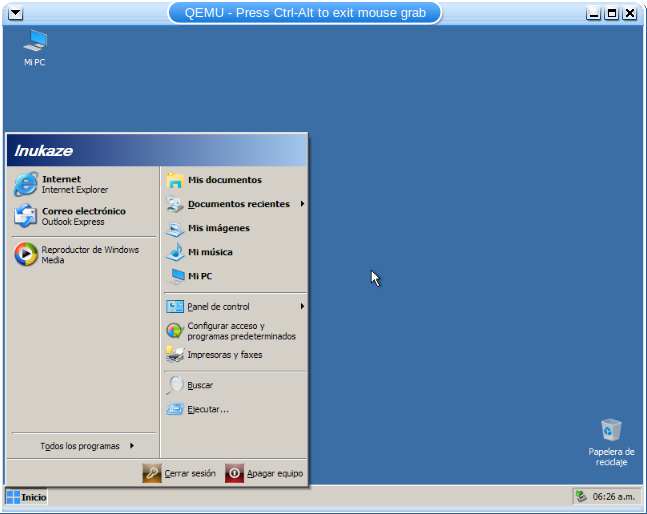 QEMU - Press Ctrl-Alt to exit mouse grab
Mi PC
Inukaze
Internet
Internet Explorer
Correo electrónico
Outlook Express
Reproductor de Windows
Media
Todos los programas
Mis documentos
Documentos recientes
Mis imágenes
Mi música
Mi PC
Panel de control
Configurar acceso y
programas predeterminados
Impresoras y faxes
Buscar
Ejecutar...
Cerrar sesión
Apagar equipo
Papelera de
reciclaje
Inicio
06:26 a.m.